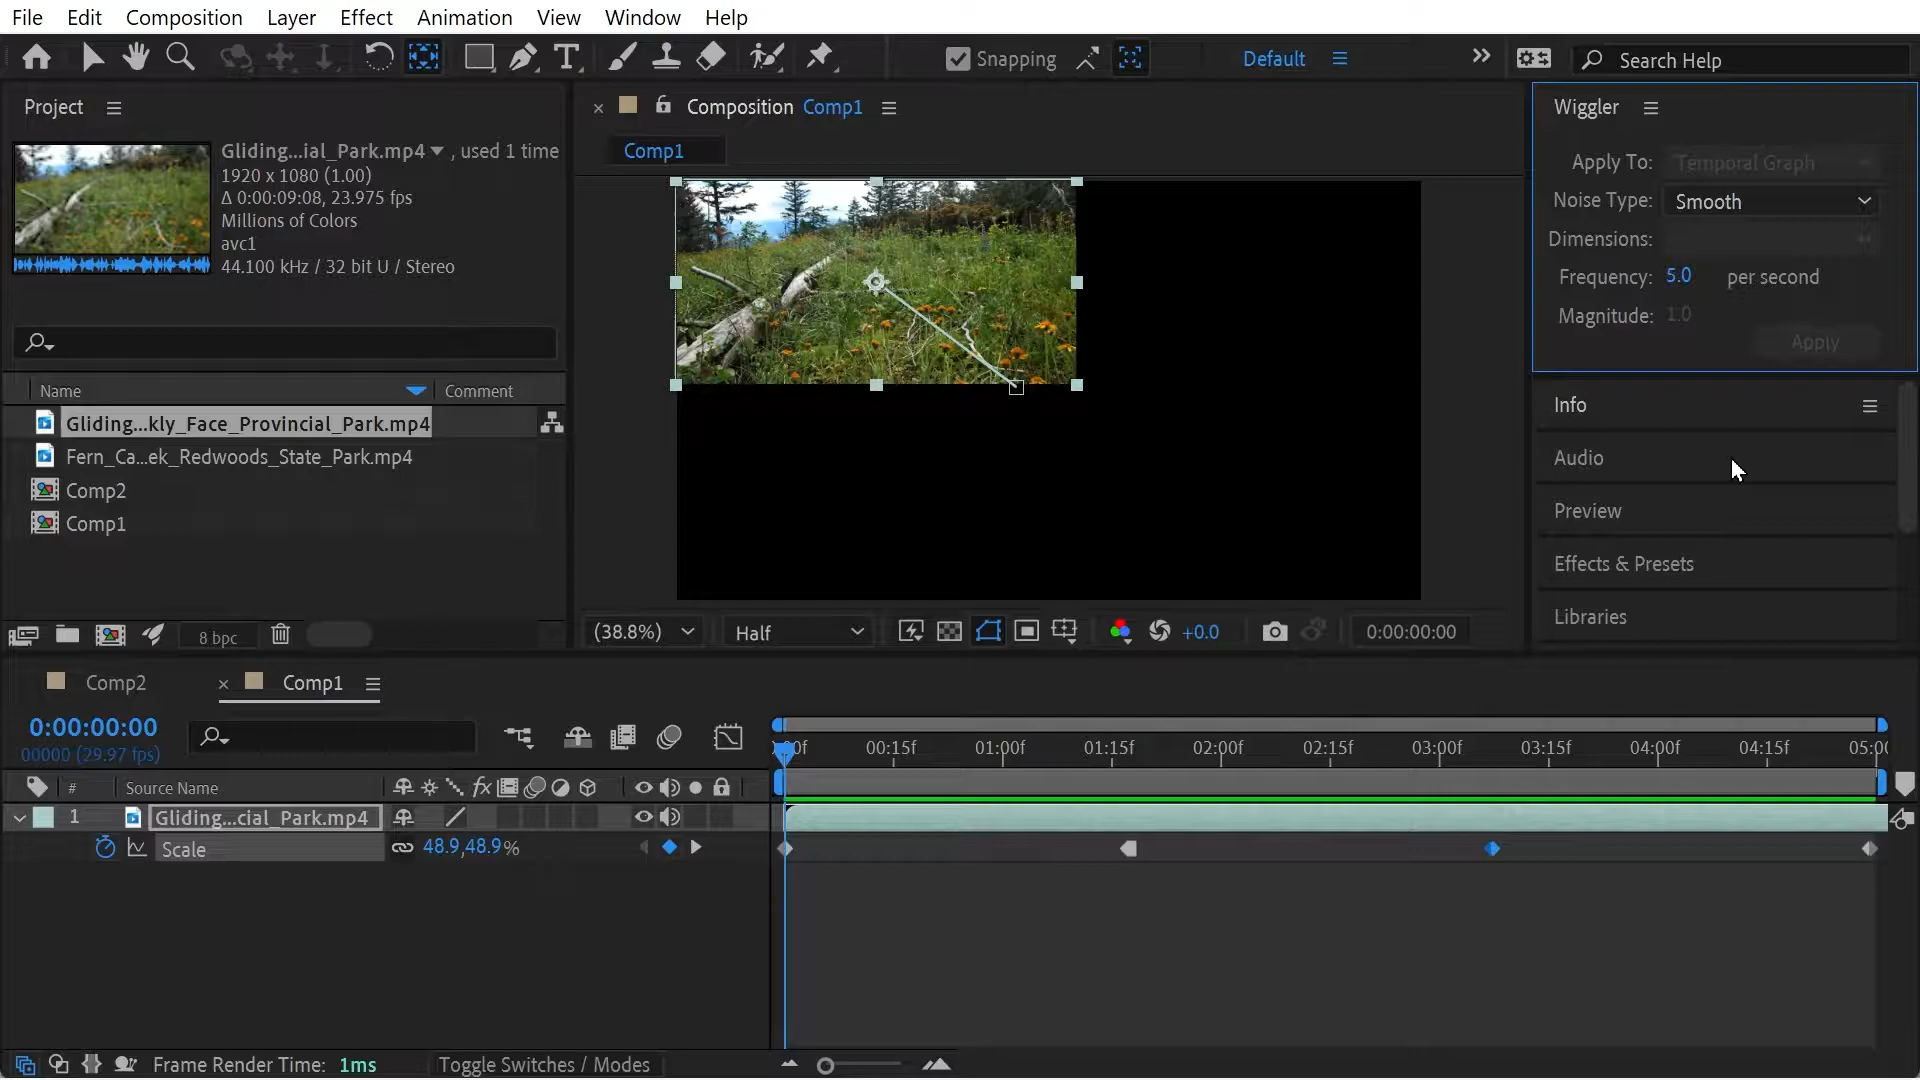 File Edit Composition Layer Effect Animation View Window Help
Snapping Default Search Help
Project
Gliding...ial_Park.mp4 , used 1 time
1920 x 1080 (1.00)
Δ 0:00:09:08, 23.975 fps
Millions of Colors
avc1
44.100 kHz / 32 bit U / Stereo
Name Comment
Gliding...kly_Face_Provincial_Park.mp4
Fern_Ca...ek_Redwoods_State_Park.mp4
Comp2
Comp1
8 bpc
Composition Comp1
Comp1
(38.8%) Half +0.0 0:00:00:00
Wiggler
Apply To: Temporal Graph
Noise Type: Smooth
Dimensions:
Frequency: 5.0 per second
Magnitude: 1.0
Apply
Info
Audio
Preview
Effects & Presets
Libraries
Comp2 Comp1
0:00:00:00
00000 (29.97 fps)
00:15f 01:00f 01:15f 02:00f 02:15f 03:00f 03:15f 04:00f 04:15f
# Source Name fx
1 Gliding...cial_Park.mp4
Scale 48.9,48.9%
Frame Render Time: 1ms Toggle Switches / Modes